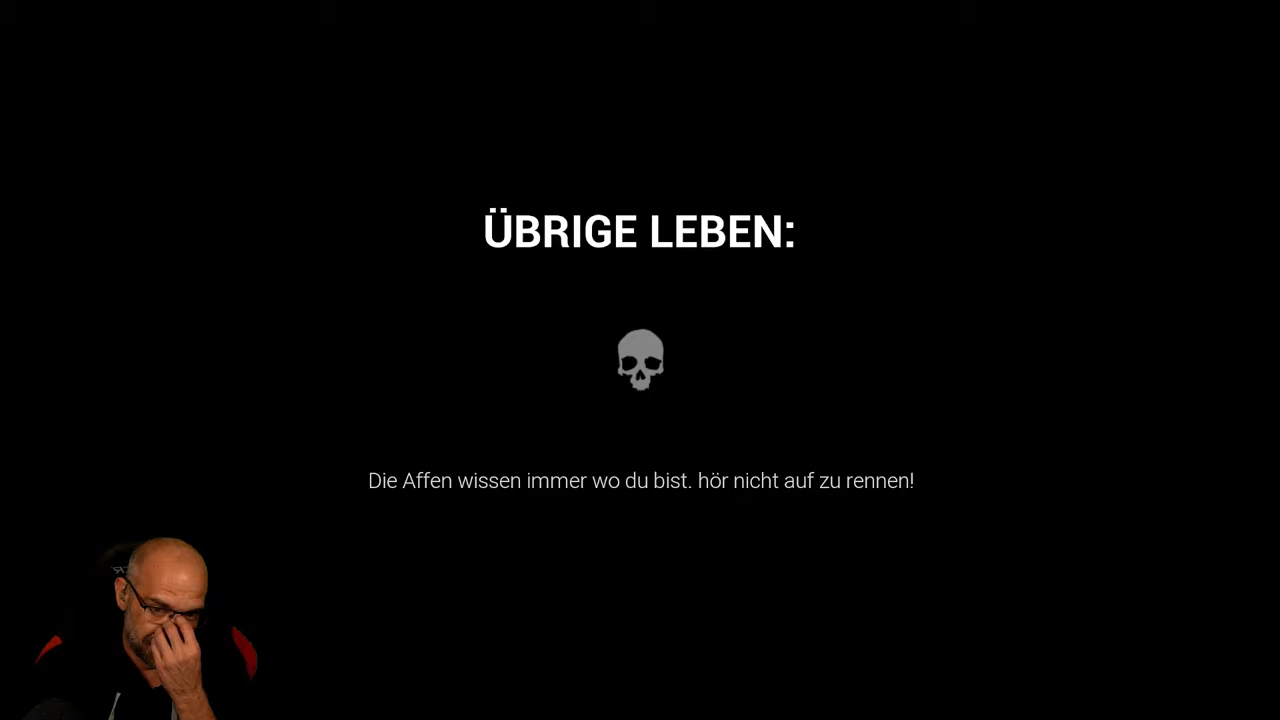 ÜBRIGE LEBEN:
Die Affen wissen immer wo du bist. hör nicht auf zu rennen!